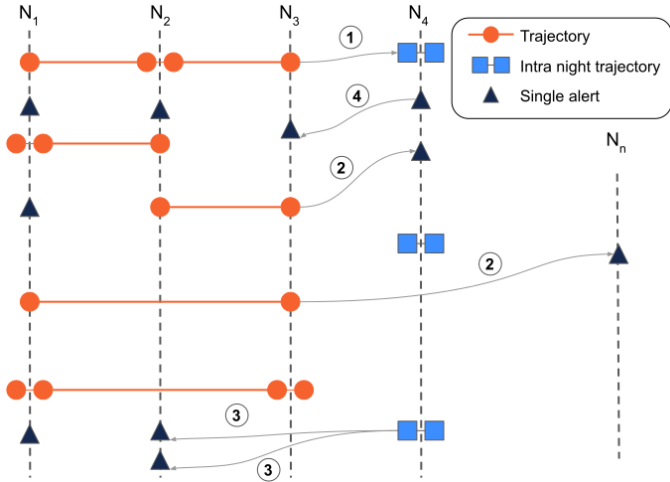 N1 N2 N3 N4
1
Trajectory
Intra night trajectory
4
Single alert
Nn
2
2
3
3